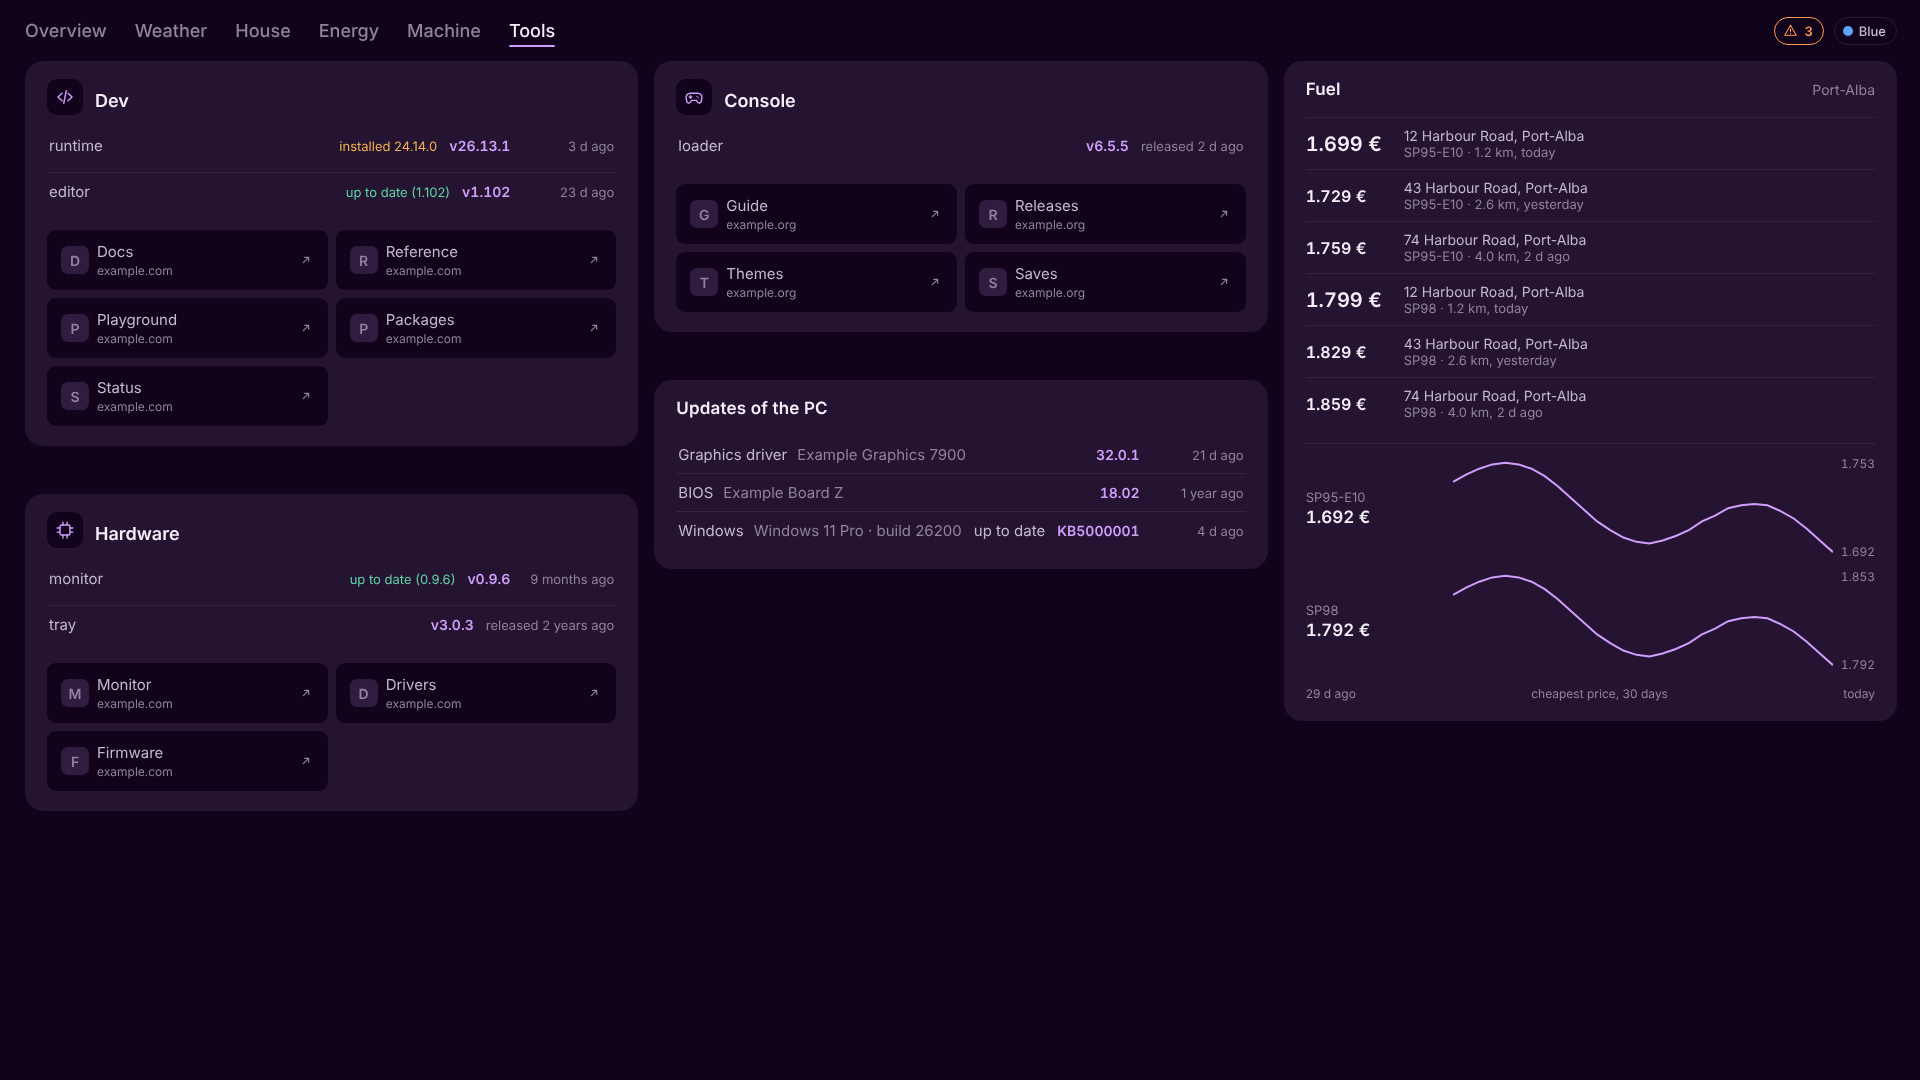 Overview Weather House Energy Machine Tools
3 Blue
Dev
runtime installed 24.14.0 v26.13.1 3 d ago
editor up to date (1.102) v1.102 23 d ago
D Docs
example.com
R Reference
example.com
P Playground
example.com
P Packages
example.com
S Status
example.com
Hardware
monitor up to date (0.9.6) v0.9.6 9 months ago
tray v3.0.3 released 2 years ago
M Monitor
example.com
D Drivers
example.com
F Firmware
example.com
Console
loader v6.5.5 released 2 d ago
G Guide
example.org
R Releases
example.org
T Themes
example.org
S Saves
example.org
Updates of the PC
Graphics driver Example Graphics 7900 32.0.1 21 d ago
BIOS Example Board Z 18.02 1 year ago
Windows Windows 11 Pro · build 26200 up to date KB5000001 4 d ago
Fuel Port-Alba
1.699 € 12 Harbour Road, Port-Alba
SP95-E10 · 1.2 km, today
1.729 € 43 Harbour Road, Port-Alba
SP95-E10 · 2.6 km, yesterday
1.759 € 74 Harbour Road, Port-Alba
SP95-E10 · 4.0 km, 2 d ago
1.799 € 12 Harbour Road, Port-Alba
SP98 · 1.2 km, today
1.829 € 43 Harbour Road, Port-Alba
SP98 · 2.6 km, yesterday
1.859 € 74 Harbour Road, Port-Alba
SP98 · 4.0 km, 2 d ago
1.753
SP95-E10
1.692 €
1.692
1.853
SP98
1.792 €
1.792
29 d ago cheapest price, 30 days today